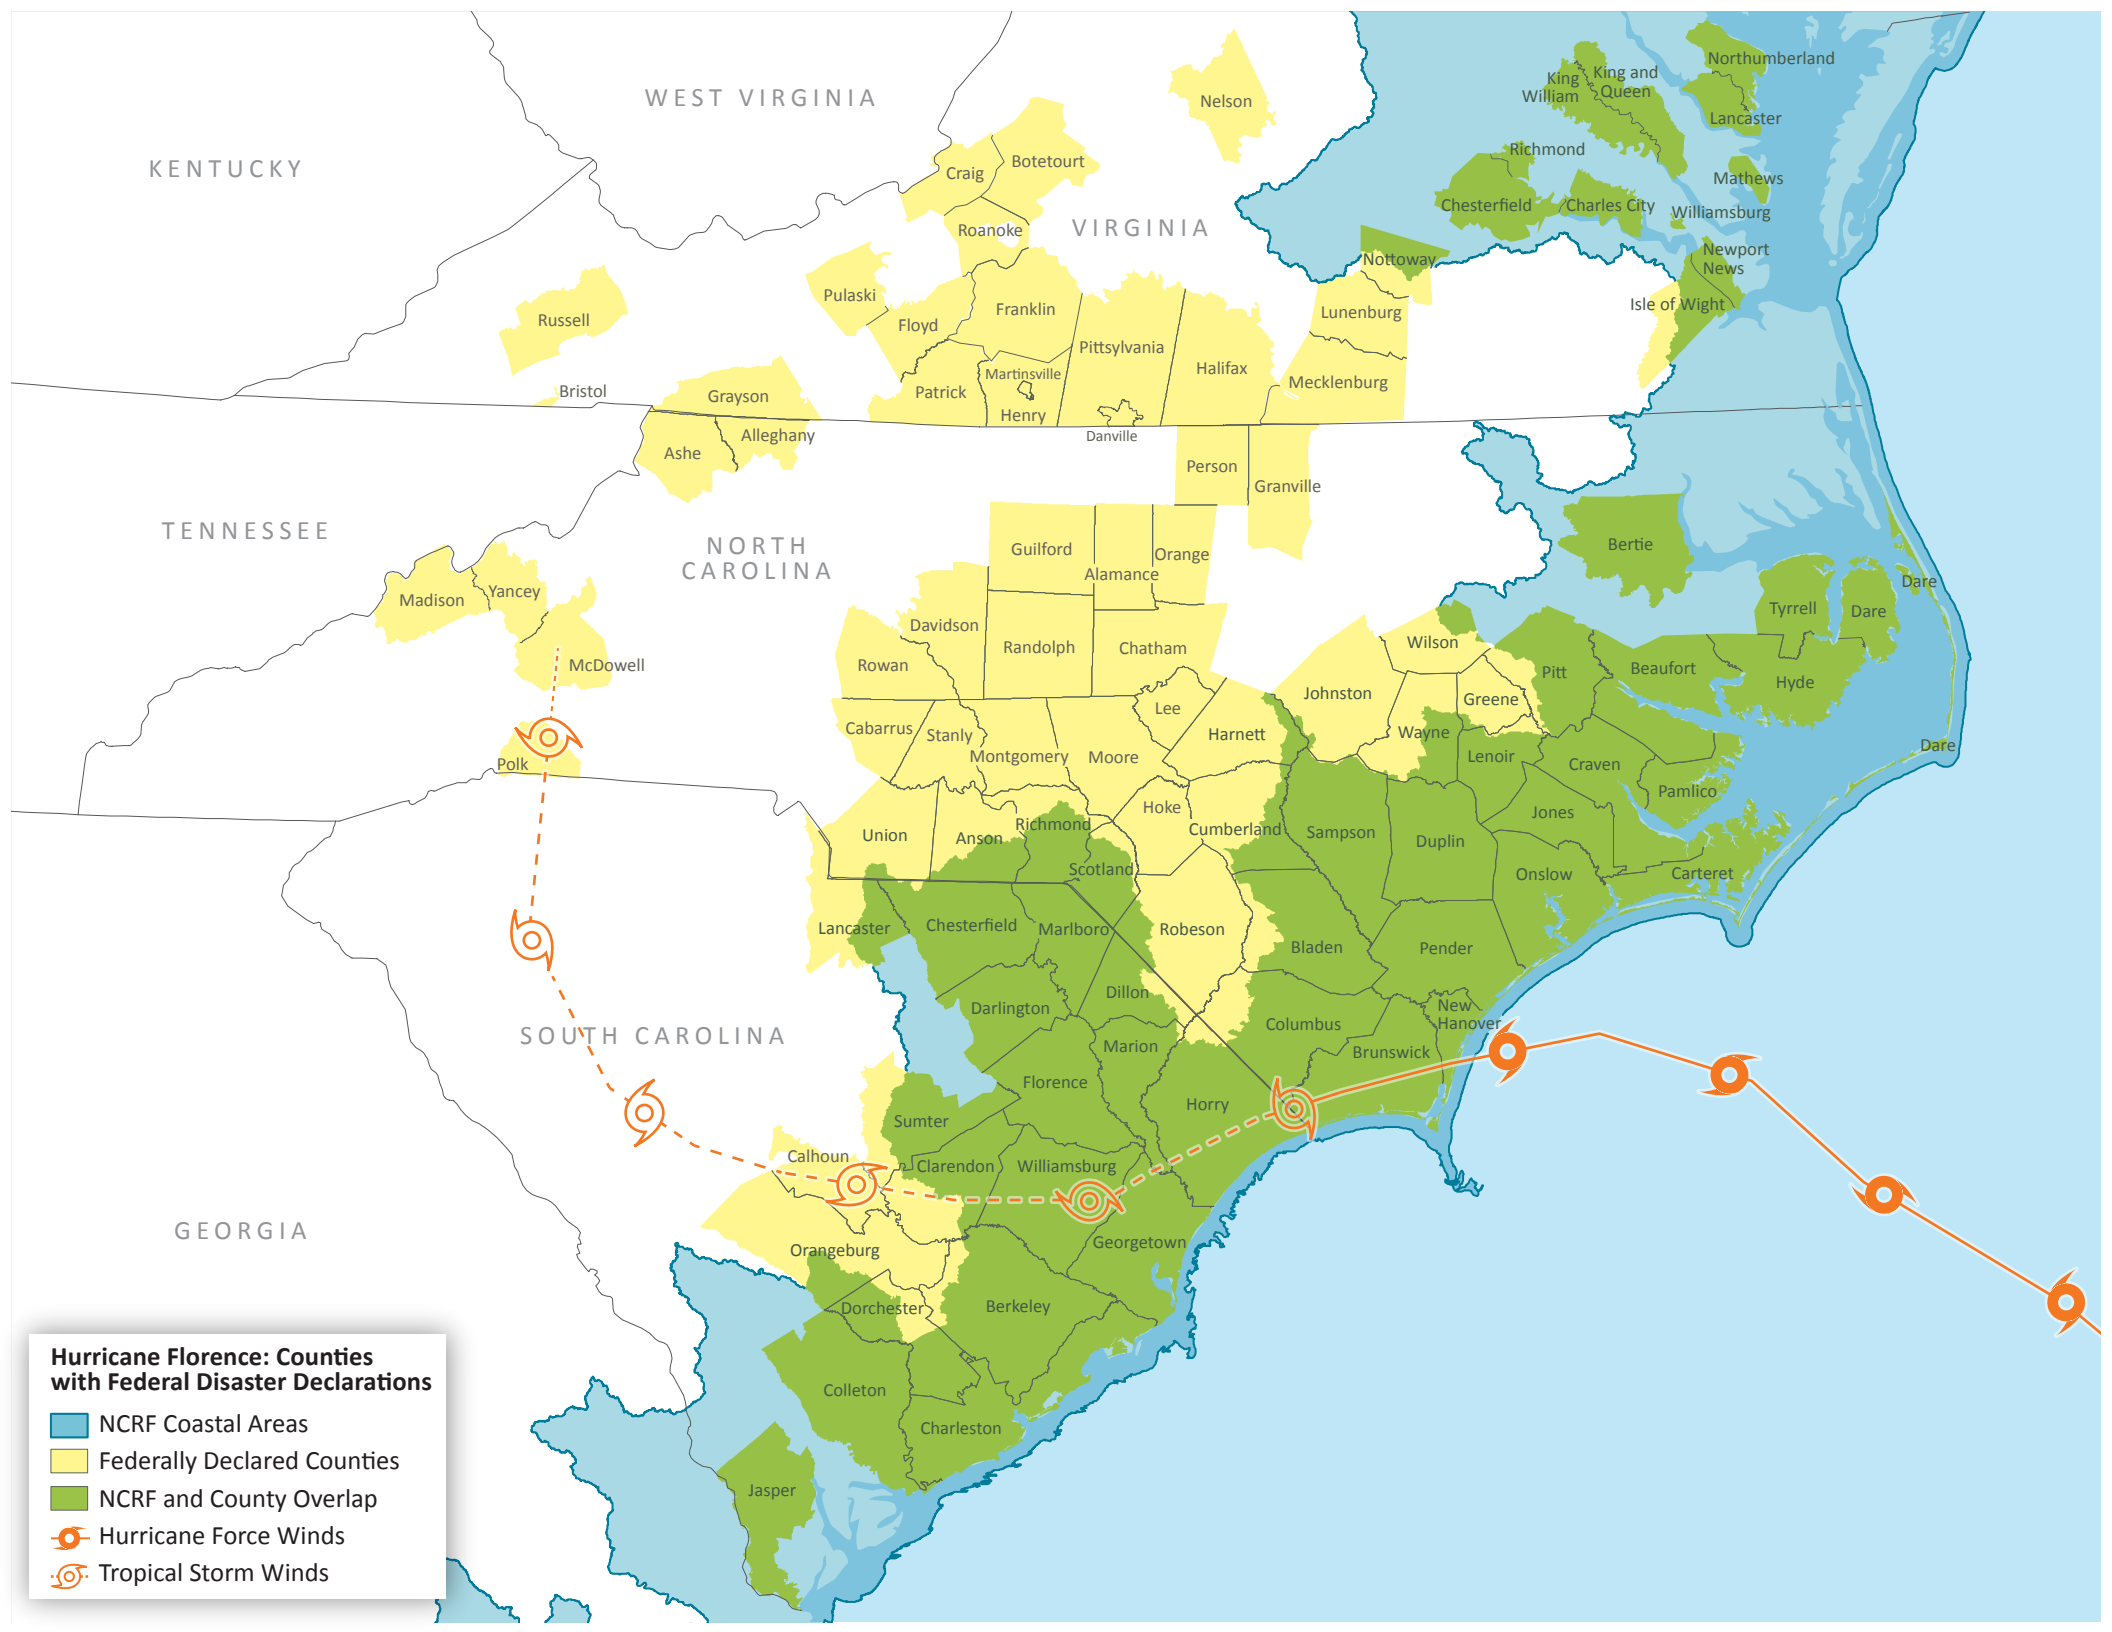 WEST VIRGINIA
KENTUCKY
VIRGINIA
TENNESSEE
NORTH
CAROLINA
SOUTH CAROLINA
GEORGIA
Nelson
Northumberland
King
William
King and
Queen
Lancaster
Richmond
Mathews
Chesterfield
Charles City
Williamsburg
Newport
News
Isle of Wight
Nottoway
Craig
Botetourt
Roanoke
Pulaski
Floyd
Franklin
Russell
Bristol
Grayson
Patrick
Martinsville
Henry
Pittsylvania
Danville
Halifax
Lunenburg
Mecklenburg
Ashe
Alleghany
Person
Granville
Guilford
Alamance
Orange
Bertie
Tyrrell
Dare
Dare
Dare
Madison
Yancey
McDowell
Polk
Davidson
Rowan
Randolph
Chatham
Wilson
Johnston
Greene
Pitt
Beaufort
Hyde
Cabarrus
Stanly
Montgomery
Moore
Lee
Harnett
Wayne
Lenoir
Craven
Pamlico
Jones
Union
Anson
Richmond
Hoke
Scotland
Cumberland
Sampson
Duplin
Onslow
Carteret
Lancaster
Chesterfield
Marlboro
Robeson
Bladen
Pender
Darlington
Dillon
Columbus
New
Hanover
Marion
Brunswick
Florence
Horry
Sumter
Calhoun
Clarendon
Williamsburg
Orangeburg
Georgetown
Dorchester
Berkeley
Colleton
Charleston
Jasper
Hurricane Florence: Counties
with Federal Disaster Declarations
NCRF Coastal Areas
Federally Declared Counties
NCRF and County Overlap
Hurricane Force Winds
Tropical Storm Winds